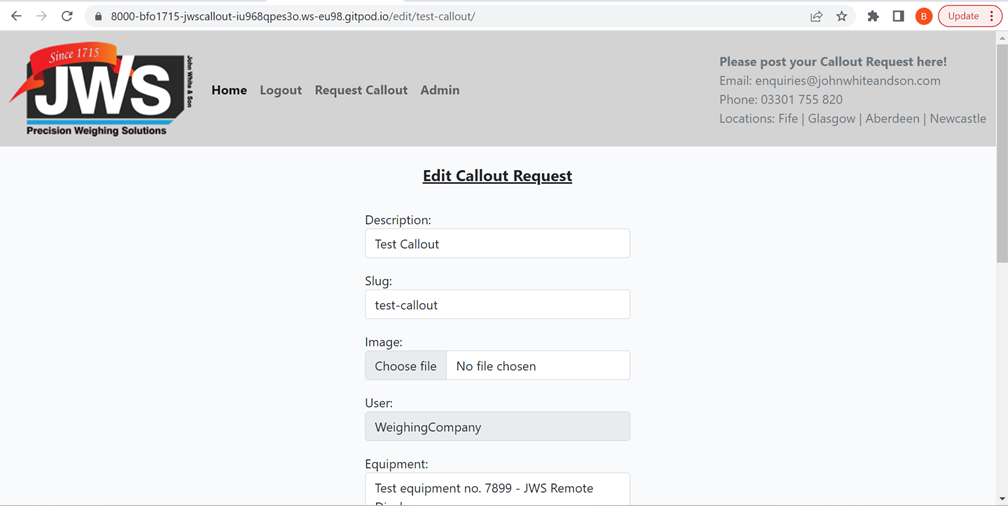 8000-bfo1715-jwscallout-iu968qpes3o.ws-eu98.gitpod.io/edit/test-callout/
B
Update
Since 1715
JWS
John White & Son
Precision Weighing Solutions
Home Logout Request Callout Admin
Please post your Callout Request here!
Email: enquiries@johnwhiteandson.com
Phone: 03301 755 820
Locations: Fife | Glasgow | Aberdeen | Newcastle
Edit Callout Request
Description:
Test Callout
Slug:
test-callout
Image:
Choose file No file chosen
User:
WeighingCompany
Equipment:
Test equipment no. 7899 - JWS Remote